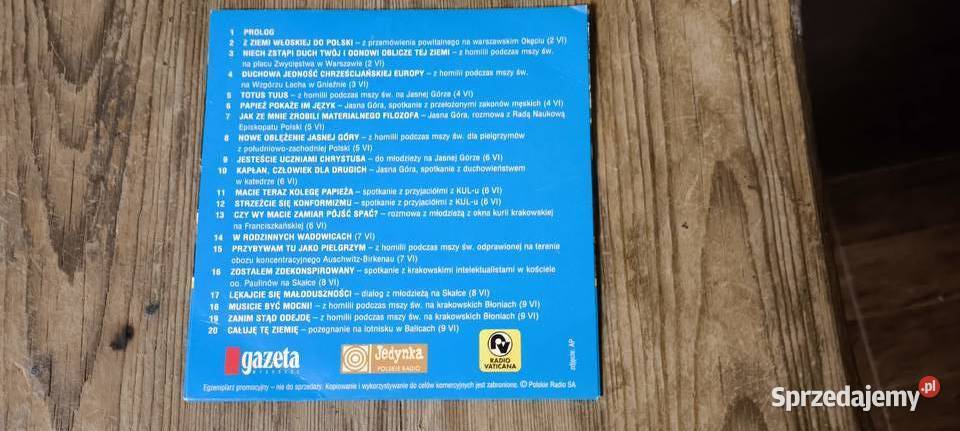 1 PROLOG
2 Z ZIEMI WŁOSKIEJ DO POLSKI – z przemówienia powitalnego na warszawskim Okęciu (2 VI)
3 NIECH ZSTĄPI DUCH TWÓJ I ODNOWI OBLICZE TEJ ZIEMI – z homilii podczas mszy św.
na placu Zwycięstwa w Warszawie (2 VI)
4 DUCHOWA JEDNOŚĆ CHRZEŚCIJAŃSKIEJ EUROPY – z homilii podczas mszy św.
na Wzgórzu Lecha w Gnieźnie (3 VI)
5 TOTUS TUUS – z homilii podczas mszy św. na Jasnej Górze (4 VI)
6 PAPIEŻ POKAŻE IM JĘZYK – Jasna Góra, spotkanie z przełożonymi zakonów męskich (4 VI)
7 JAK ZE MNIE ZROBILI MATERIALNEGO FILOZOFA – Jasna Góra, rozmowa z Radą Naukową
Episkopatu Polski (5 VI)
8 NOWE OBLĘŻENIE JASNEJ GÓRY – z homilii podczas mszy św. dla pielgrzymów
z południowo-zachodniej Polski (5 VI)
9 JESTEŚCIE UCZNIAMI CHRYSTUSA – do młodzieży na Jasnej Górze (6 VI)
10 KAPŁAN, CZŁOWIEK DLA DRUGICH – Jasna Góra, spotkanie z duchowieństwem
w katedrze (6 VI)
11 MACIE TERAZ KOLEGĘ PAPIEŻA – spotkanie z przyjaciółmi z KUL-u (6 VI)
12 STRZEŻCIE SIĘ KONFORMIZMU – spotkanie z przyjaciółmi z KUL-u (6 VI)
13 CZY WY MACIE ZAMIAR PÓJŚĆ SPAĆ? – rozmowa z młodzieżą z okna kurii krakowskiej
na Franciszkańskiej (6 VI)
14 W RODZINNYCH WADOWICACH (7 VI)
15 PRZYBYWAM TU JAKO PIELGRZYM – z homilii podczas mszy św. odprawionej na terenie
obozu koncentracyjnego Auschwitz-Birkenau (7 VI)
16 ZOSTAŁEM ZDEKONSPIROWANY – spotkanie z krakowskimi intelektualistami w kościele
oo. Paulinów na Skałce (8 VI)
17 LĘKAJCIE SIĘ MAŁODUSZNOŚCI – dialog z młodzieżą na Skałce (8 VI)
18 MUSICIE BYĆ MOCNI! – z homilii podczas mszy św. na krakowskich Błoniach (9 VI)
19 ZANIM STĄD ODEJDĘ – z homilii podczas mszy św. na krakowskich Błoniach (9 VI)
20 CAŁUJĘ TĘ ZIEMIĘ – pożegnanie na lotnisku w Balicach (9 VI)
gazeta
WYBORCZA
Jedynka
POLSKIE RADIO
RADIO
VATICANA
zdjęcie: AP
Egzemplarz promocyjny – nie do sprzedaży. Kopiowanie i wykorzystywanie do celów komercyjnych jest zabronione. © Polskie Radio SA
Sprzedajemy.pl